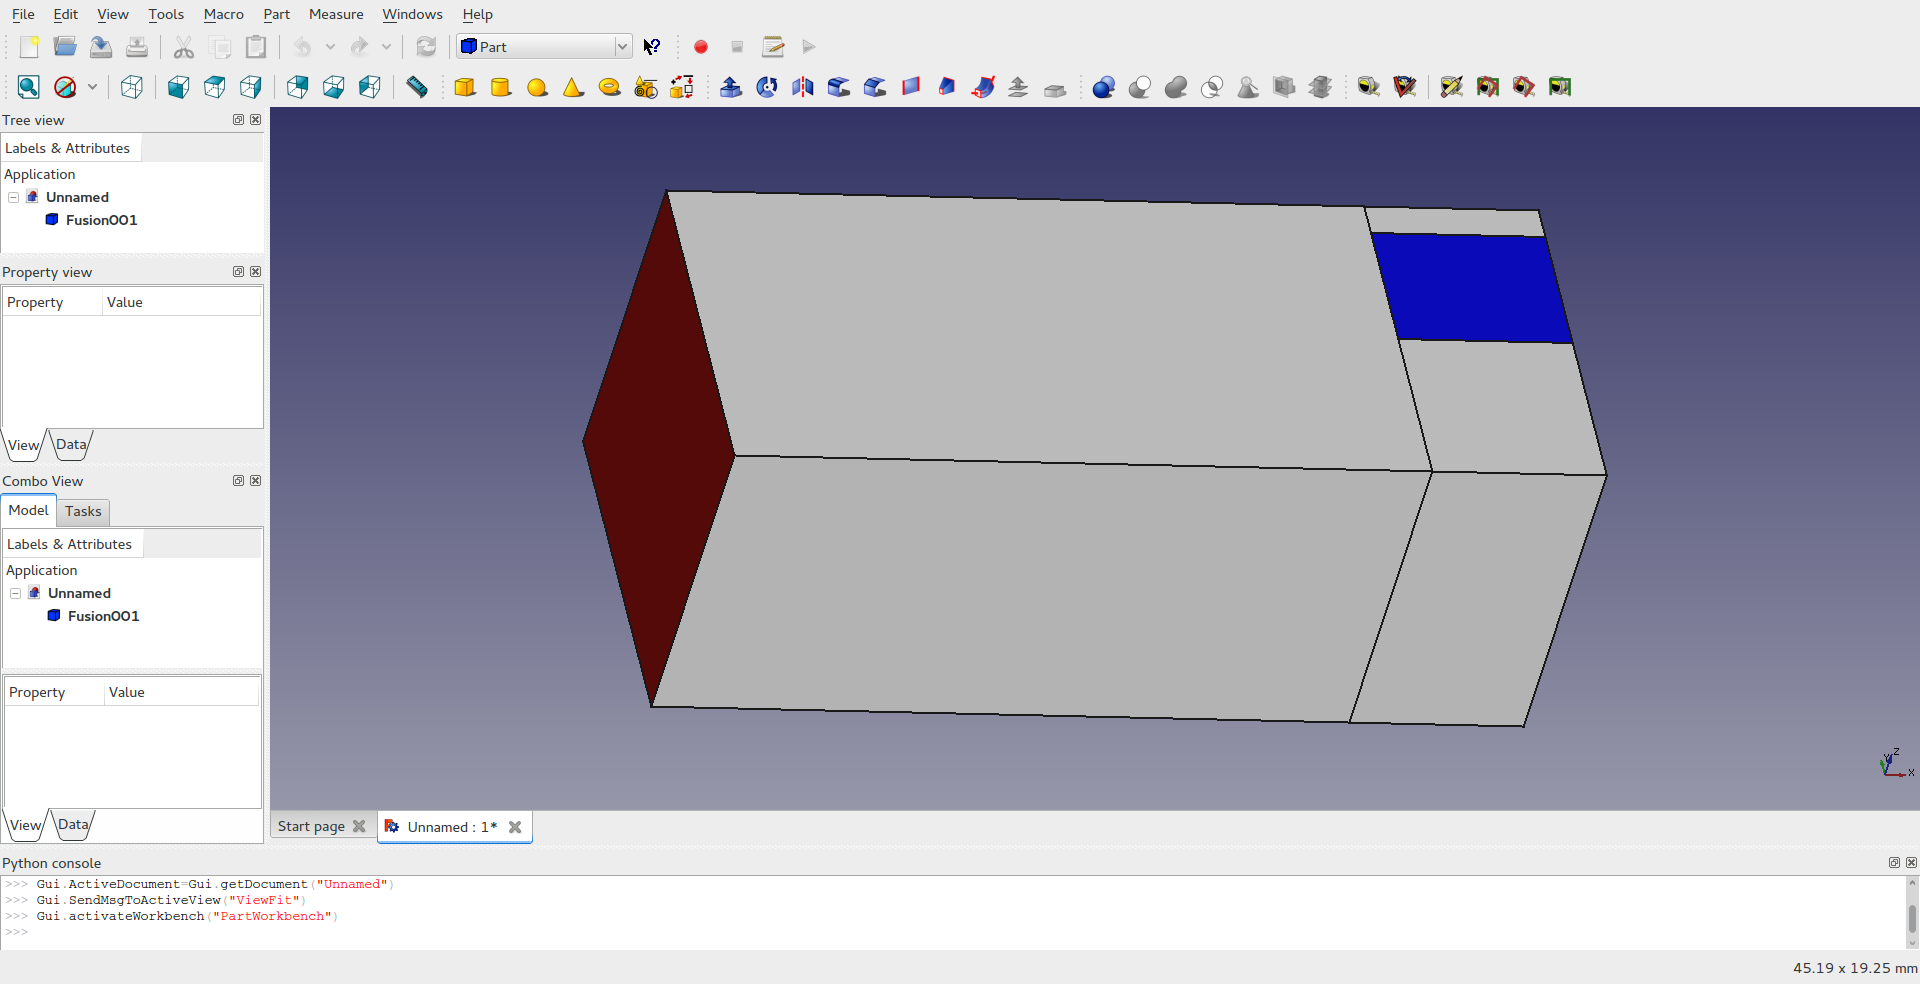 File Edit View Tools Macro Part Measure Windows Help
Part
Tree view
Labels & Attributes
Application
Unnamed
Fusion001
Property view
Property Value
View Data
Combo View
Model Tasks
Labels & Attributes
Application
Unnamed
Fusion001
Property Value
View Data
Z
Y
X
Start page Unnamed : 1*
Python console
>>> Gui.ActiveDocument=Gui.getDocument("Unnamed")
>>> Gui.SendMsgToActiveView("ViewFit")
>>> Gui.activateWorkbench("PartWorkbench")
>>>
45.19 x 19.25 mm